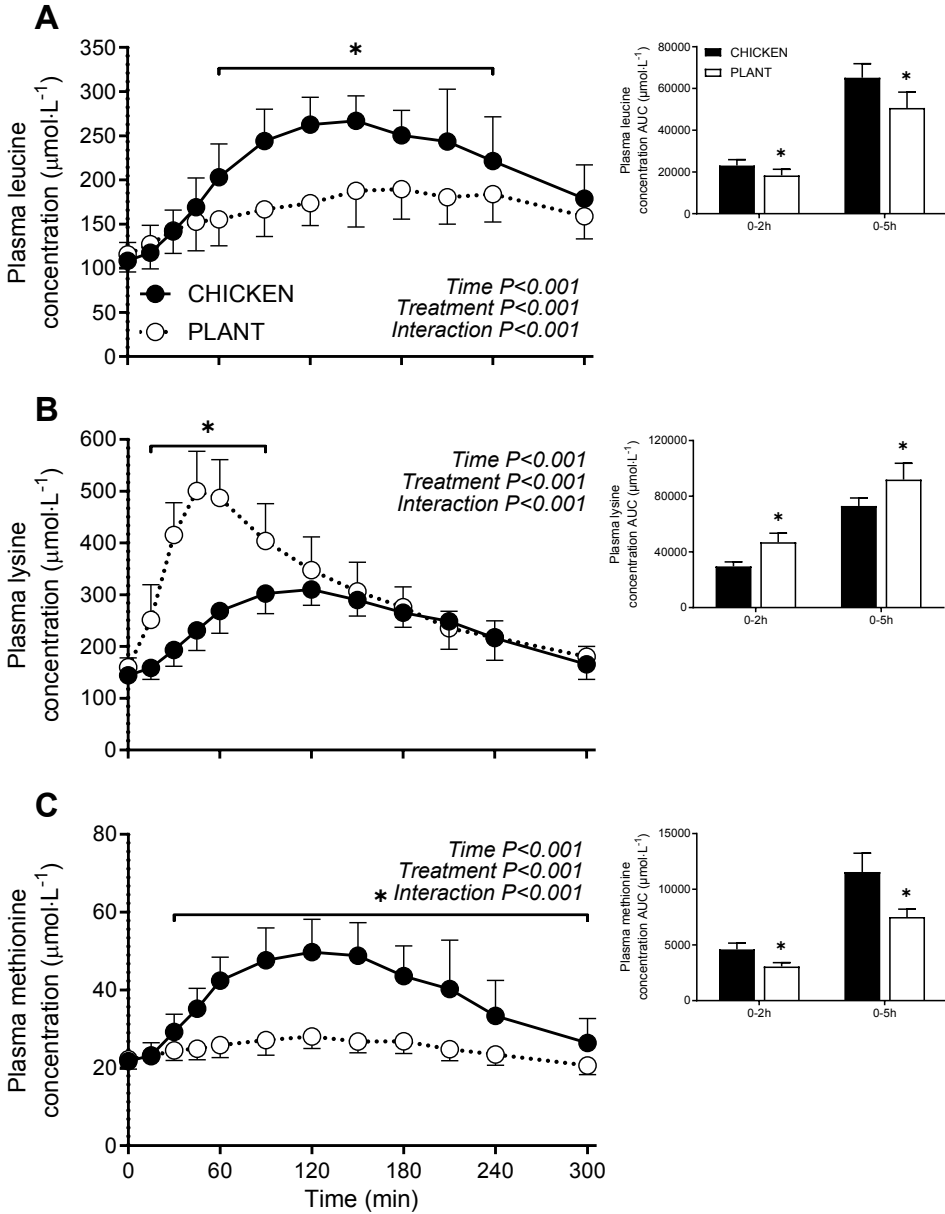 A
Plasma leucine
concentration (μmol·L⁻¹)
350
300
250
200
150
100
50
0
*
CHICKEN
PLANT
Time P<0.001
Treatment P<0.001
Interaction P<0.001
Plasma leucine
concentration AUC (μmol·L⁻¹)
80000
60000
40000
20000
0
CHICKEN
PLANT
*
*
0-2h
0-5h
B
Plasma lysine
concentration (μmol·L⁻¹)
600
500
400
300
200
100
0
*
Time P<0.001
Treatment P<0.001
Interaction P<0.001
Plasma lysine
concentration AUC (μmol·L⁻¹)
120000
80000
40000
0
*
*
0-2h
0-5h
C
Plasma methionine
concentration (μmol·L⁻¹)
80
60
40
20
0
Time P<0.001
Treatment P<0.001
* Interaction P<0.001
0 60 120 180 240 300
Time (min)
Plasma methionine
concentration AUC (μmol·L⁻¹)
15000
10000
5000
0
*
*
0-2h
0-5h